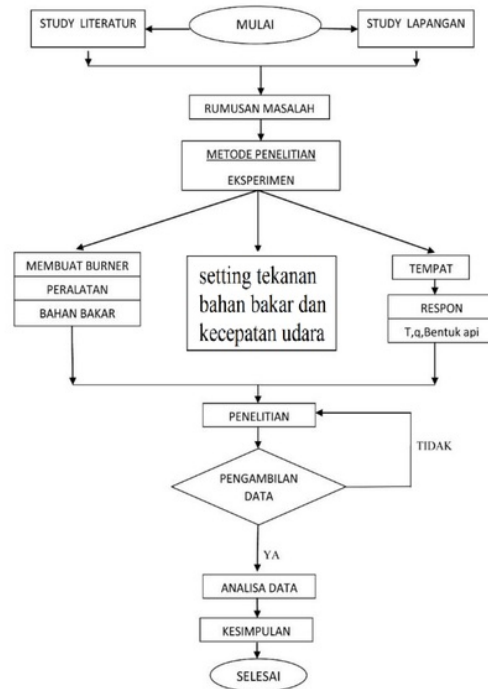 STUDY LITERATUR
MULAI
STUDY LAPANGAN
RUMUSAN MASALAH
METODE PENELITIAN
EKSPERIMEN
MEMBUAT BURNER
PERALATAN
BAHAN BAKAR
setting tekanan
bahan bakar dan
kecepatan udara
TEMPAT
RESPON
T,q,Bentuk api
PENELITIAN
TIDAK
PENGAMBILAN
DATA
YA
ANALISA DATA
KESIMPULAN
SELESAI